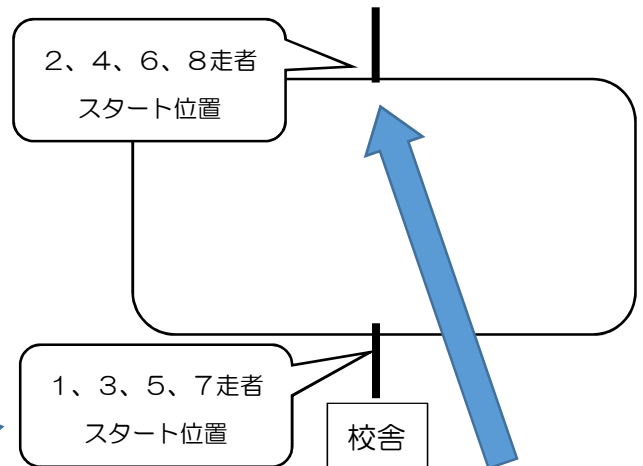 2、4、6、8走者
スタート位置
1、3、5、7走者
スタート位置
校舎